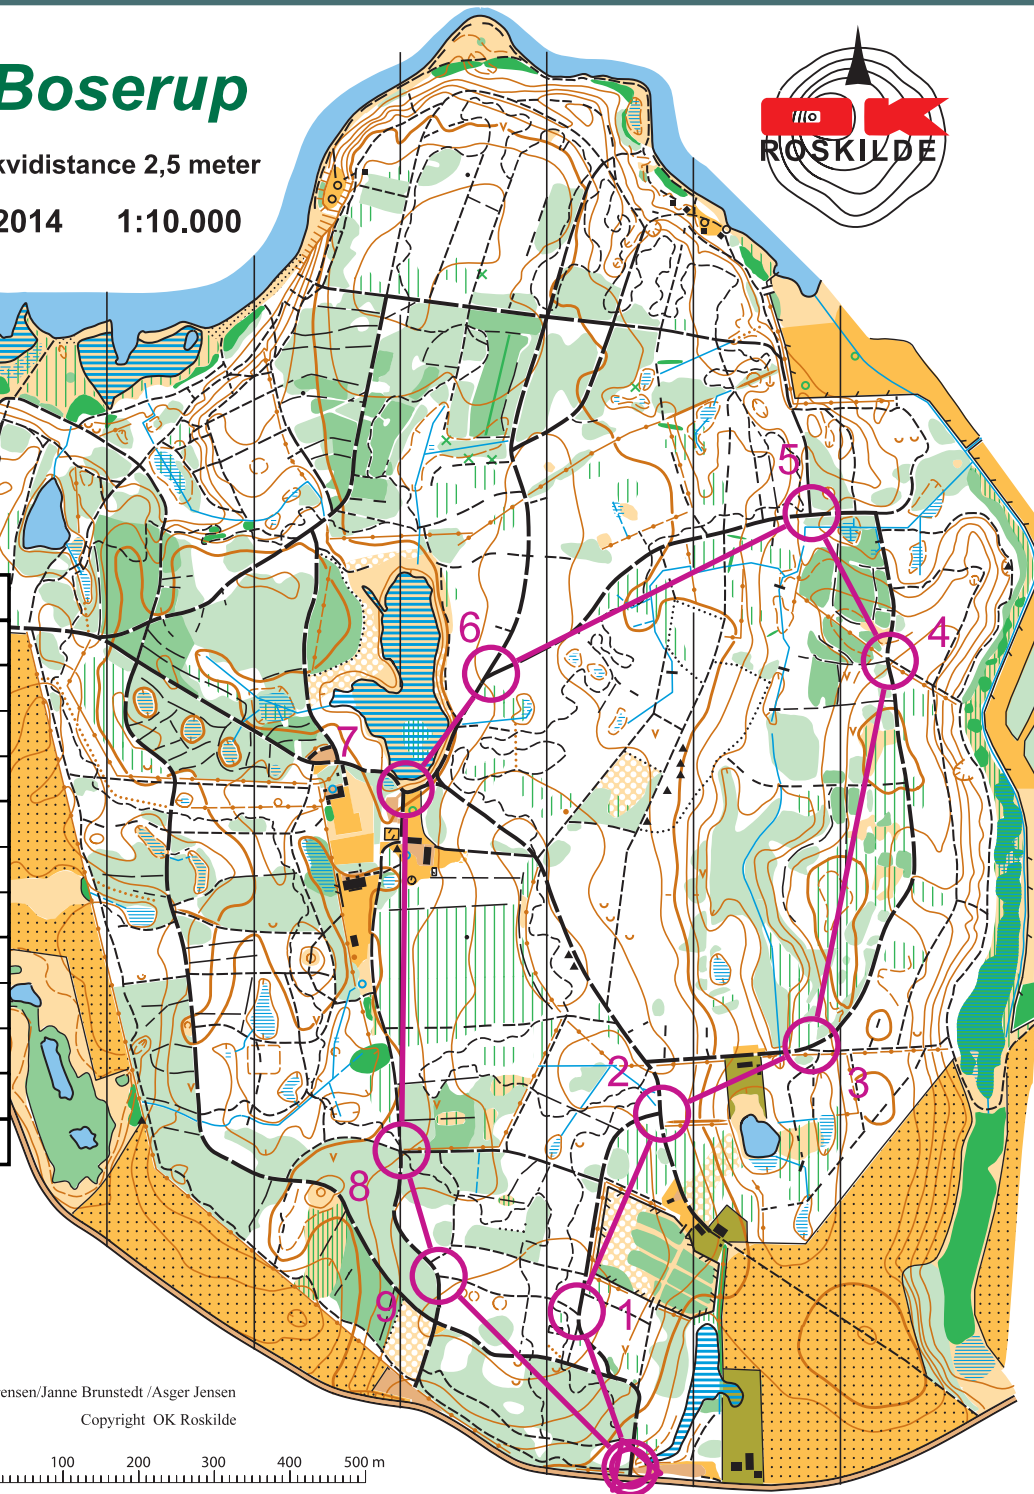 Boserup
kvidistance 2,5 meter
2014 1:10.000
OK
ROSKILDE
5
4
6
7
2
3
8
1
9
ensen/Janne Brunstedt /Asger Jensen
Copyright OK Roskilde
100 200 300 400 500 m